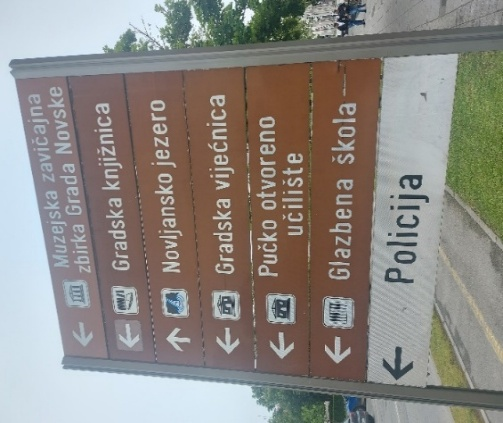 Muzejska zavičajna
zbirka Grada Novske
Gradska knjižnica
Novljansko jezero
Gradska vijećnica
Pučko otvoreno
učilište
Glazbena škola
Policija